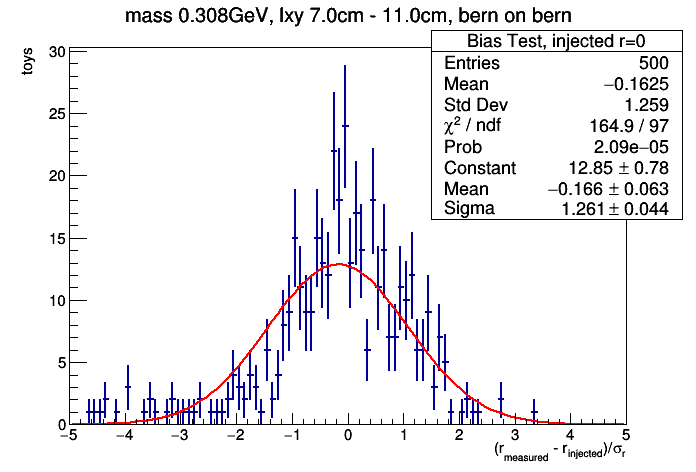 mass 0.308GeV, lxy 7.0cm - 11.0cm, bern on bern
Bias Test, injected r=0
Entries 500
Mean −0.1625
Std Dev 1.259
χ² / ndf 164.9 / 97
Prob 2.09e−05
Constant 12.85 ± 0.78
Mean −0.166 ± 0.063
Sigma 1.261 ± 0.044
toys
30
25
20
15
10
5
0
−5 −4 −3 −2 −1 0 1 2 3 4 5
(r_measured - r_injected)/σ_r